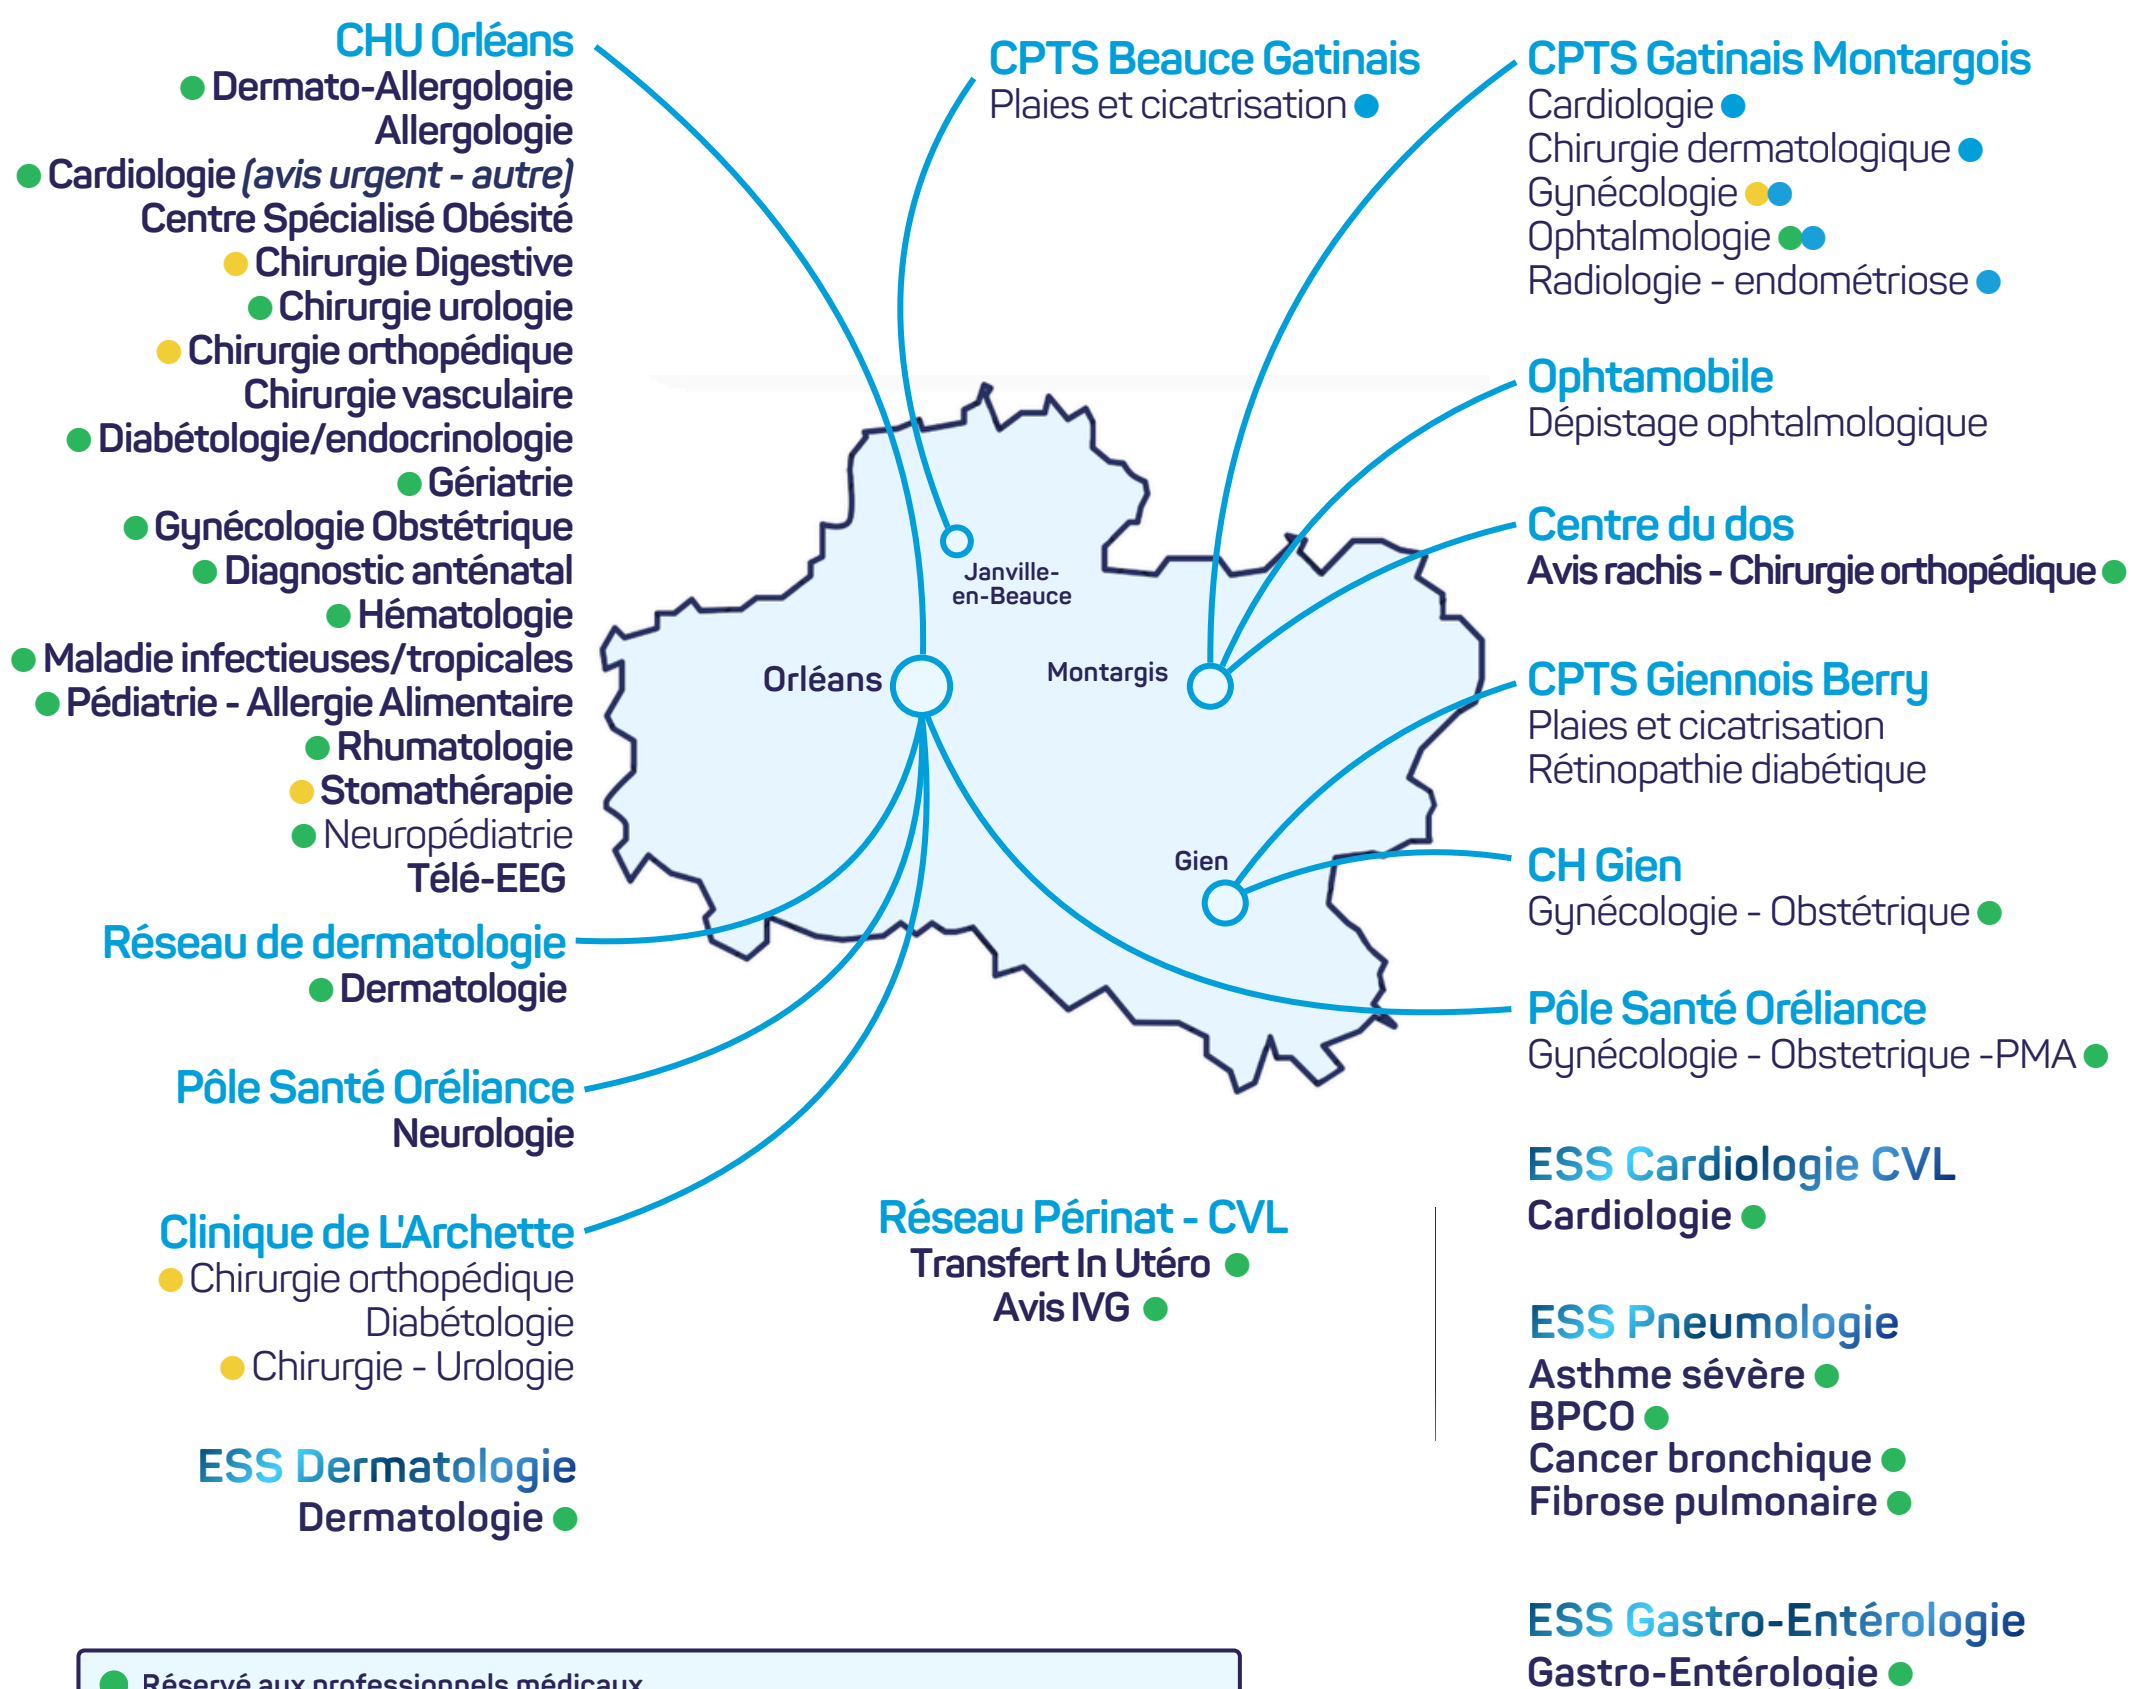 CHU Orléans
Dermato-Allergologie
Allergologie
Cardiologie (avis urgent - autre)
Centre Spécialisé Obésité
Chirurgie Digestive
Chirurgie urologie
Chirurgie orthopédique
Chirurgie vasculaire
Diabétologie/endocrinologie
Gériatrie
Gynécologie Obstétrique
Diagnostic anténatal
Hématologie
Maladie infectieuses/tropicales
Pédiatrie - Allergie Alimentaire
Rhumatologie
Stomathérapie
Neuropédiatrie
Télé-EEG
Réseau de dermatologie
Dermatologie
Pôle Santé Oréliance
Neurologie
Clinique de L'Archette
Chirurgie orthopédique
Diabétologie
Chirurgie - Urologie
ESS Dermatologie
Dermatologie
CPTS Beauce Gatinais
Plaies et cicatrisation
Janville-
en-Beauce
Orléans
Montargis
Gien
Réseau Périnat - CVL
Transfert In Utéro
Avis IVG
CPTS Gatinais Montargois
Cardiologie
Chirurgie dermatologique
Gynécologie
Ophtalmologie
Radiologie - endométriose
Ophtamobile
Dépistage ophtalmologique
Centre du dos
Avis rachis - Chirurgie orthopédique
CPTS Giennois Berry
Plaies et cicatrisation
Rétinopathie diabétique
CH Gien
Gynécologie - Obstétrique
Pôle Santé Oréliance
Gynécologie - Obstetrique -PMA
ESS Cardiologie CVL
Cardiologie
ESS Pneumologie
Asthme sévère
BPCO
Cancer bronchique
Fibrose pulmonaire
ESS Gastro-Entérologie
Gastro-Entérologie
Réservé aux professionnels médicaux